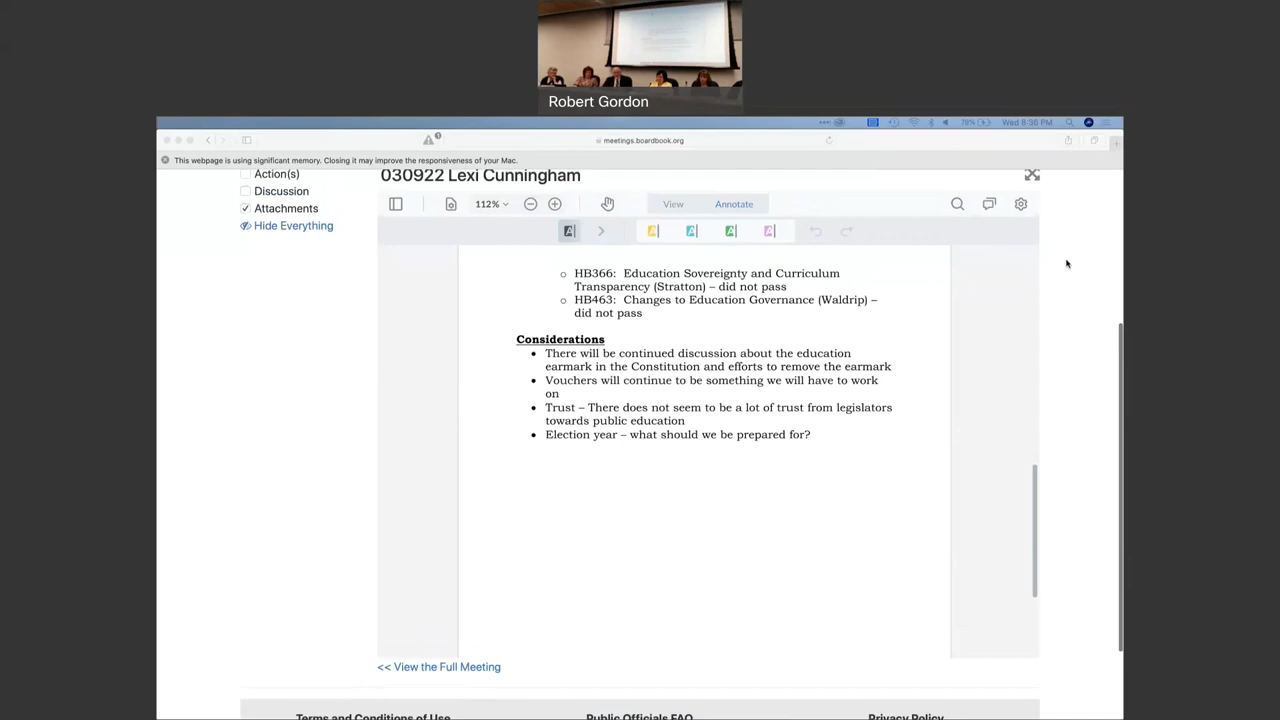 Robert Gordon
78%
Wed 8:36 PM
meetings.boardbook.org
This webpage is using significant memory. Closing it may improve the responsiveness of your Mac.
Action(s)
Discussion
Attachments
Hide Everything
030922 Lexi Cunningham
112%
View
Annotate
HB366: Education Sovereignty and Curriculum
Transparency (Stratton) – did not pass
HB463: Changes to Education Governance (Waldrip) –
did not pass
Considerations
There will be continued discussion about the education
earmark in the Constitution and efforts to remove the earmark
Vouchers will continue to be something we will have to work
on
Trust – There does not seem to be a lot of trust from legislators
towards public education
Election year – what should we be prepared for?
<< View the Full Meeting
Terms and Conditions of Use
Public Officials FAQ
Privacy Policy